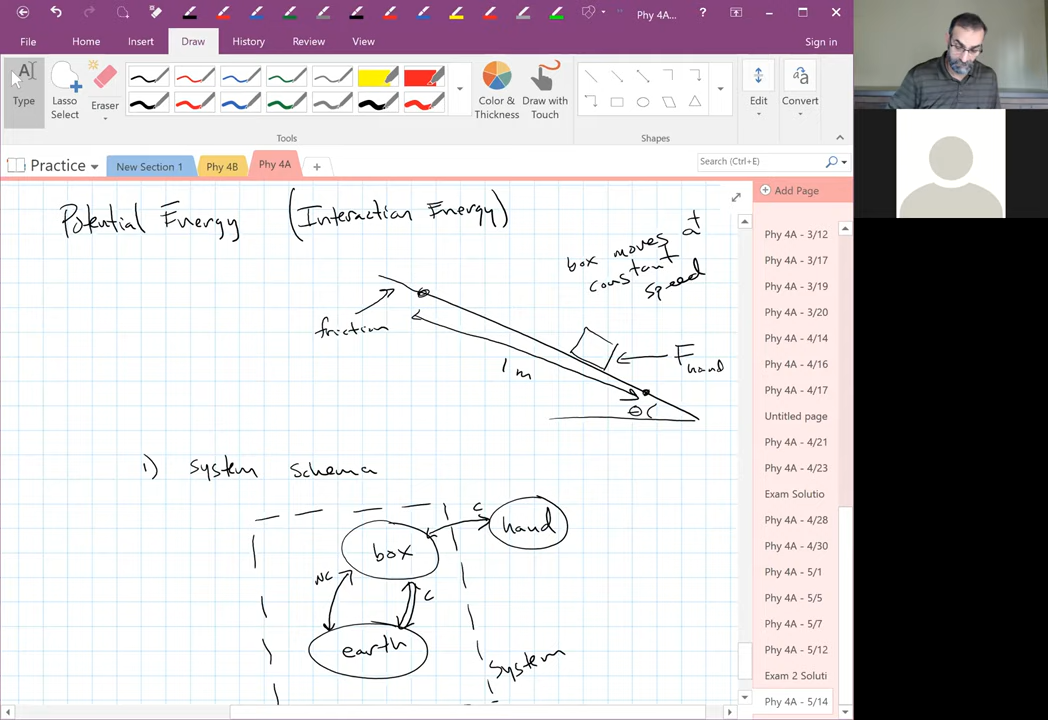 Phy 4A...
?
File
Home
Insert
Draw
History
Review
View
Sign in
Type
Lasso
Select
Eraser
Color &
Thickness
Draw with
Touch
Edit
Convert
Tools
Shapes
Practice
New Section 1
Phy 4B
Phy 4A
+
Search (Ctrl+E)
Add Page
Phy 4A - 3/12
Phy 4A - 3/17
Phy 4A - 3/19
Phy 4A - 3/20
Phy 4A - 4/14
Phy 4A - 4/16
Phy 4A - 4/17
Untitled page
Phy 4A - 4/21
Phy 4A - 4/23
Exam Solutio
Phy 4A - 4/28
Phy 4A - 4/30
Phy 4A - 5/1
Phy 4A - 5/5
Phy 4A - 5/7
Phy 4A - 5/12
Exam 2 Soluti
Phy 4A - 5/14
Potential Energy (Interaction Energy)
box moves at
constant
speed
friction
1 m
F hand
θ
1) system schema
C
hand
box
NC
C
earth
system